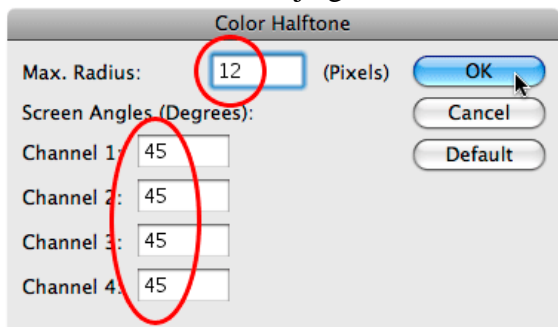 Color Halftone
Max. Radius: 12 (Pixels) OK
Screen Angles (Degrees): Cancel
Channel 1: 45 Default
Channel 2: 45
Channel 3: 45
Channel 4: 45